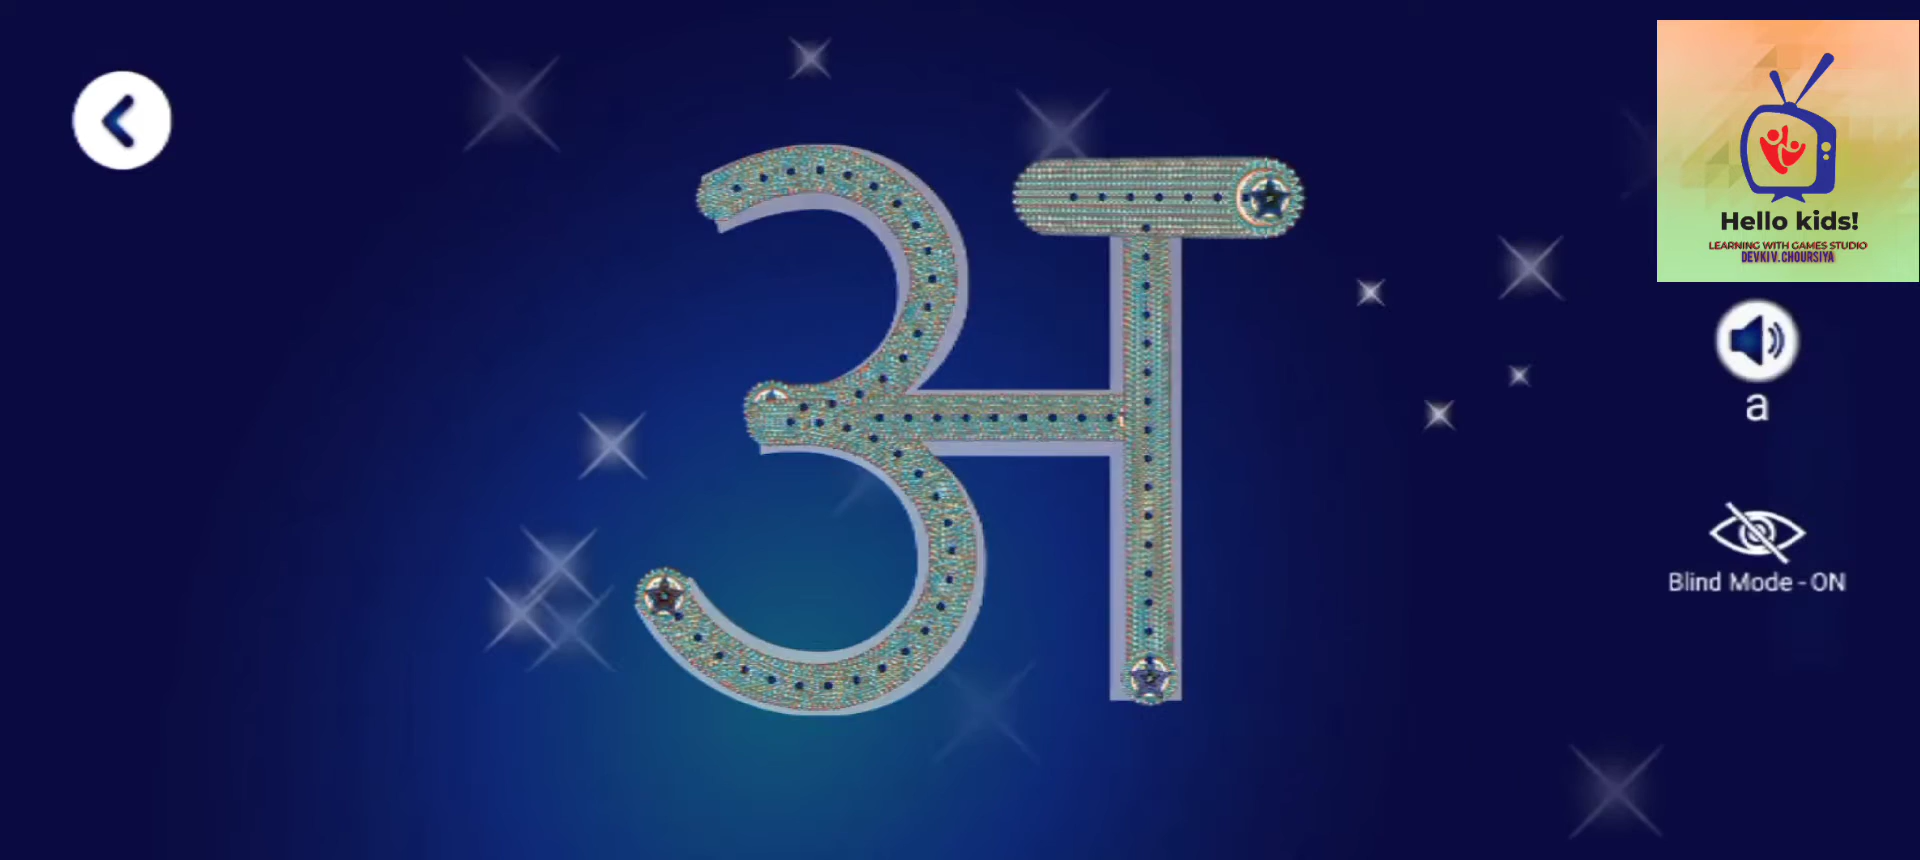 अ
Hello kids!
LEARNING WITH GAMES STUDIO
DEVKI V. CHOURSIYA
a
Blind Mode - ON